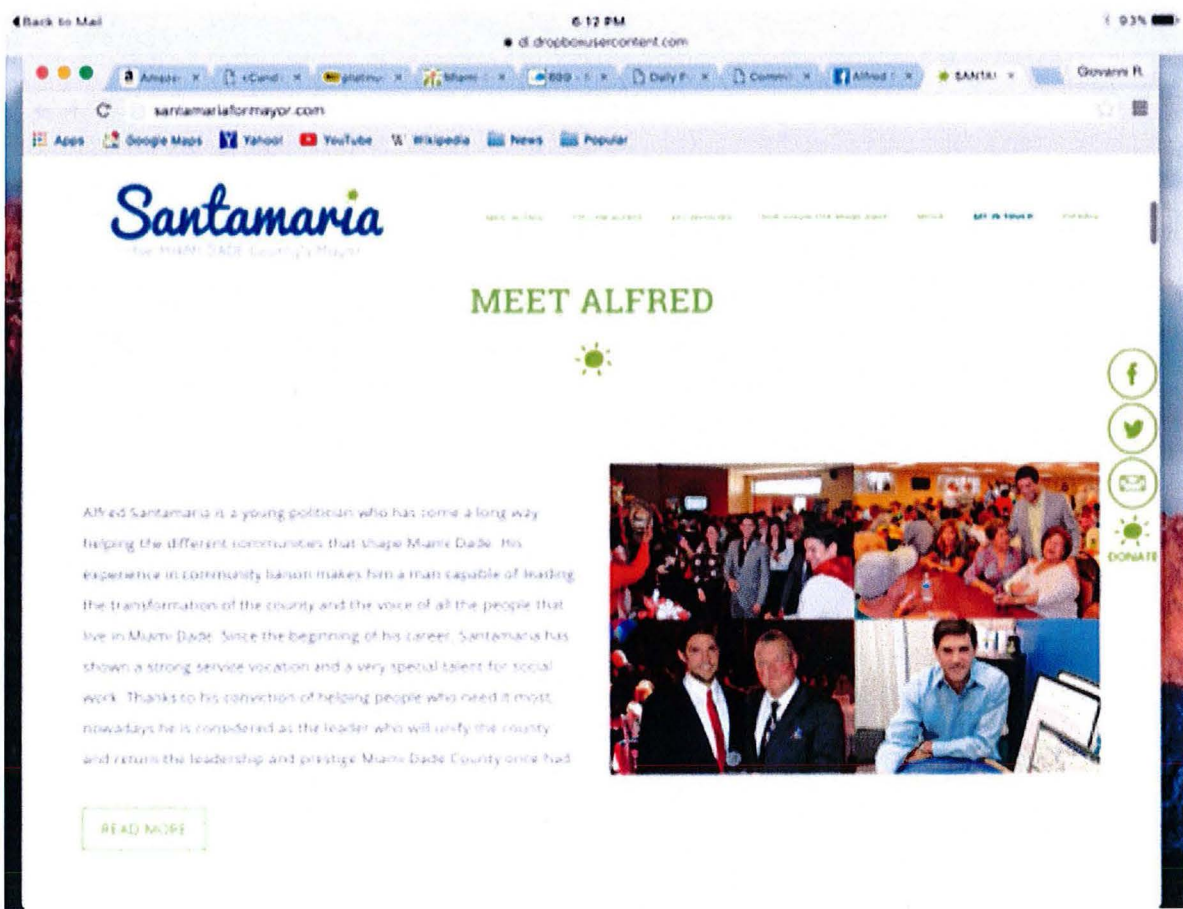 Back to Mail
6:12 PM
93%
dl.dropboxusercontent.com
Giovanni R.
santamariaformayor.com
Apps Google Maps Yahoo! YouTube W Wikipedia News Popular
Santamaria
GET IN TOUCH
MEET ALFRED
Alfred Santamaria is a young politician who has come a long way
helping the different communities that shape Miami Dade. His
experience in community liaison makes him a man capable of leading
the transformation of the county and the voice of all the people that
live in Miami Dade. Since the beginning of his career, Santamaria has
shown a strong service vocation and a very special talent for social
work. Thanks to his conviction of helping people who need it most,
nowadays he is considered as the leader who will unify the county
and return the leadership and prestige Miami Dade County once had.
DONATE
READ MORE